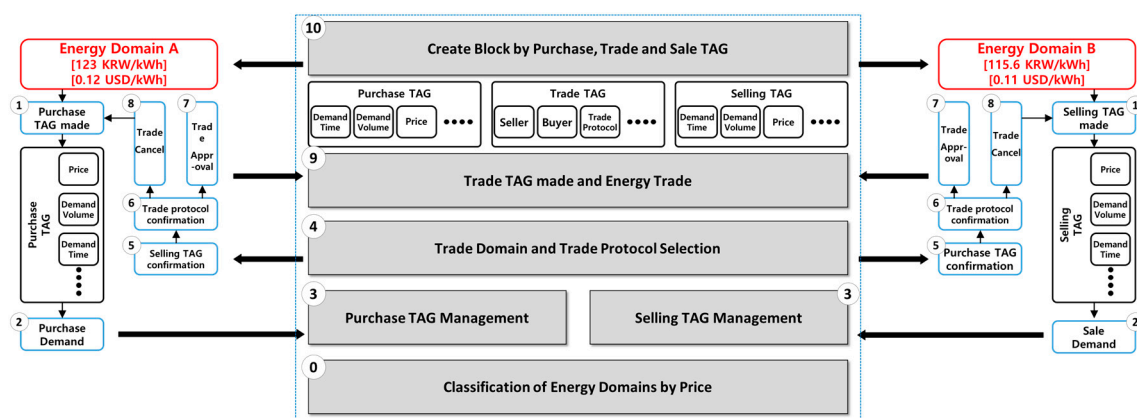 10
Create Block by Purchase, Trade and Sale TAG
Energy Domain A
[123 KRW/kWh]
[0.12 USD/kWh]
1
Purchase
TAG made
8
Trade
Cancel
7
Trad
e
Appr
-oval
Purchase
TAG
Price
Demand
Volume
Demand
Time
6
Trade protocol
confirmation
5
Selling TAG
confirmation
2
Purchase
Demand
Purchase TAG
Demand
Time
Demand
Volume
Price
Trade TAG
Seller
Buyer
Trade
Protocol
Selling TAG
Demand
Time
Demand
Volume
Price
9
Trade TAG made and Energy Trade
4
Trade Domain and Trade Protocol Selection
3
Purchase TAG Management
3
Selling TAG Management
0
Classification of Energy Domains by Price
Energy Domain B
[115.6 KRW/kWh]
[0.11 USD/kWh]
7
Trade
Appr-
oval
8
Trade
Cancel
1
Selling TAG
made
Selling
TAG
Price
Demand
Volume
Demand
Time
6
Trade protocol
confirmation
5
Purchase TAG
confirmation
2
Sale
Demand